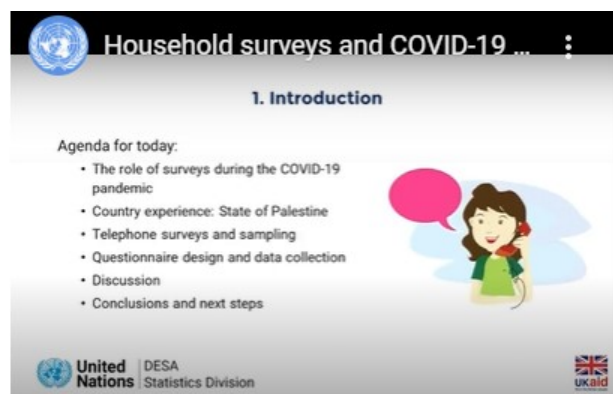 Household surveys and COVID-19 ...
1. Introduction
Agenda for today:
• The role of surveys during the COVID-19
pandemic
• Country experience: State of Palestine
• Telephone surveys and sampling
• Questionnaire design and data collection
• Discussion
• Conclusions and next steps
United
Nations
DESA
Statistics Division
UKaid